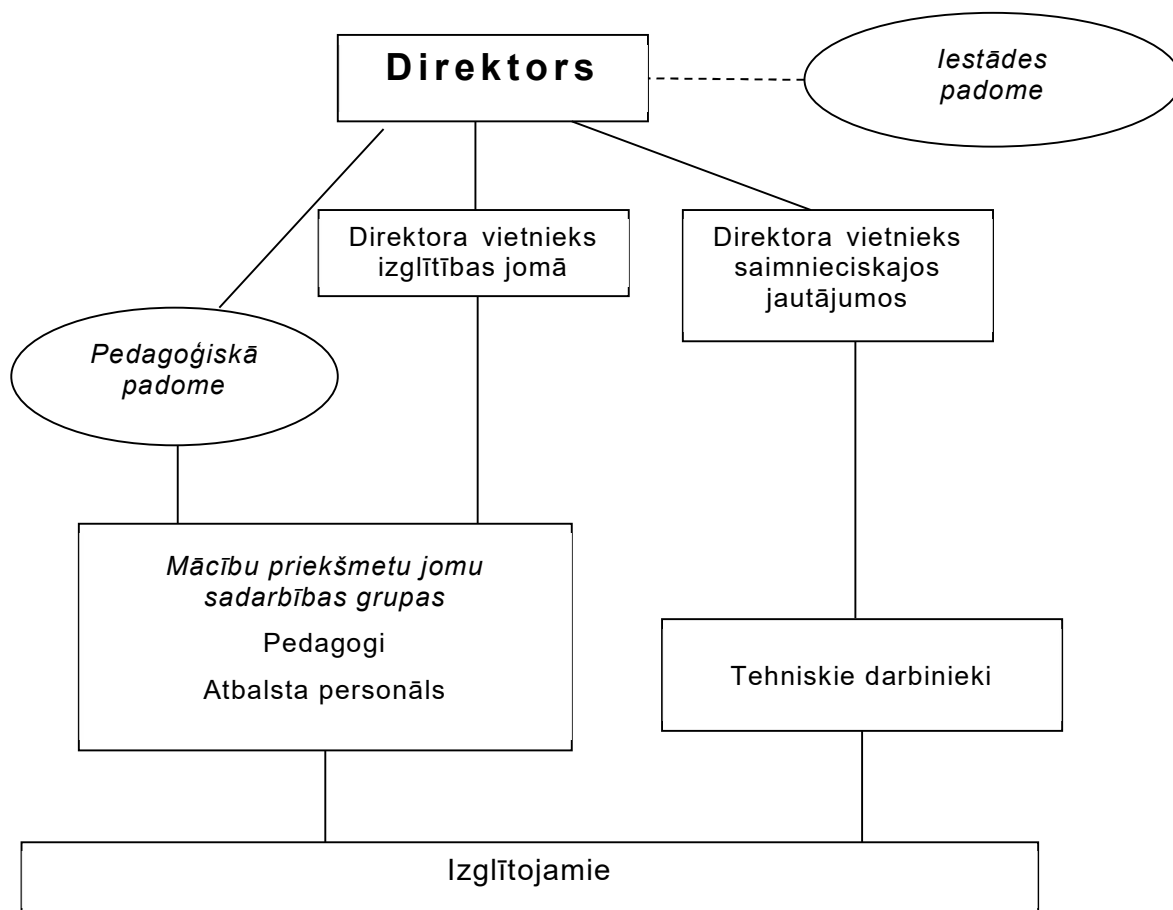 Direktors
Iestādes
padome
Direktora vietnieks
izglītības jomā
Direktora vietnieks
saimnieciskajos
jautājumos
Pedagoģiskā
padome
Mācību priekšmetu jomu
sadarbības grupas
Pedagogi
Atbalsta personāls
Tehniskie darbinieki
Izglītojamie